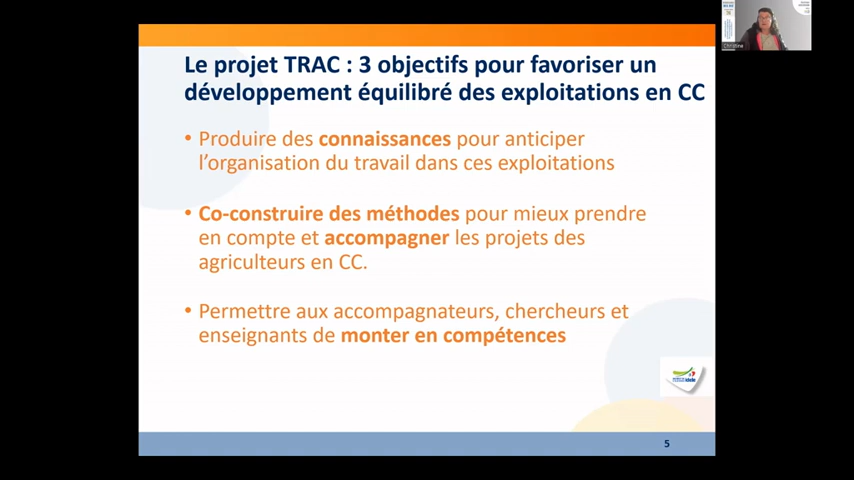 Le projet TRAC : 3 objectifs pour favoriser un
développement équilibré des exploitations en CC
• Produire des connaissances pour anticiper
l'organisation du travail dans ces exploitations
• Co-construire des méthodes pour mieux prendre
en compte et accompagner les projets des
agriculteurs en CC.
• Permettre aux accompagnateurs, chercheurs et
enseignants de monter en compétences
5
Christine